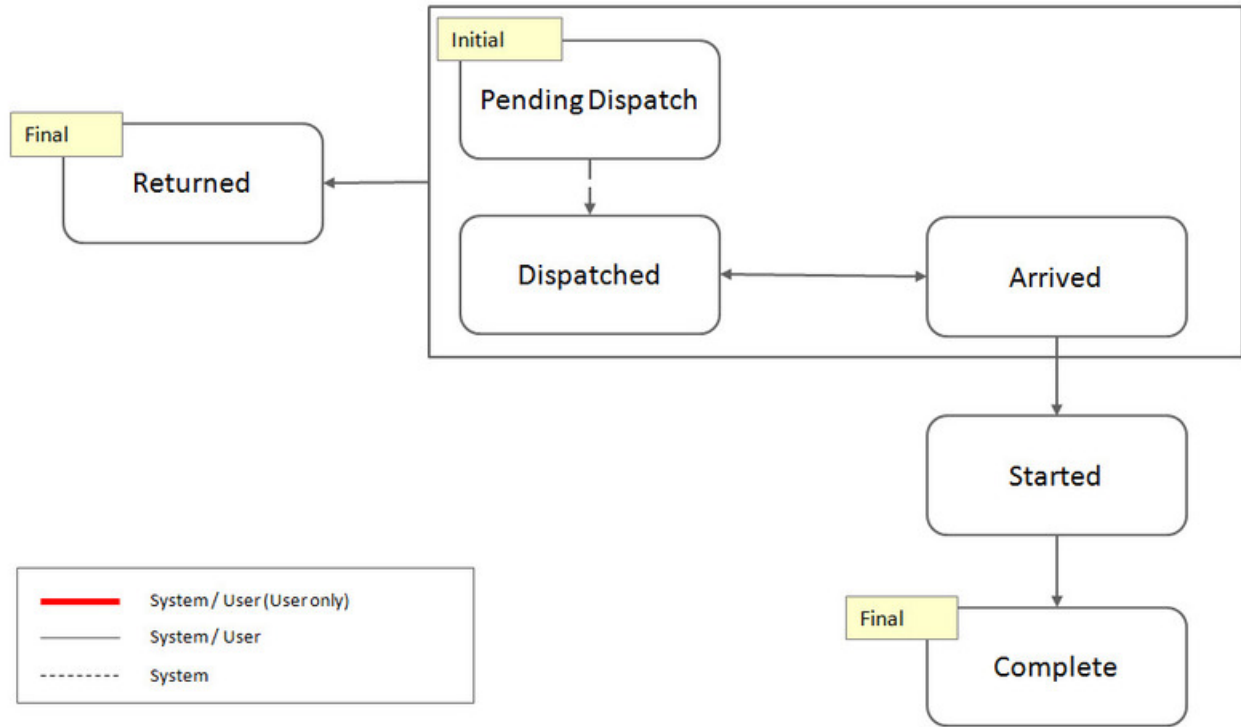 Initial
Pending Dispatch
Final
Returned
Dispatched
Arrived
Started
System / User (User only)
System / User
System
Final
Complete